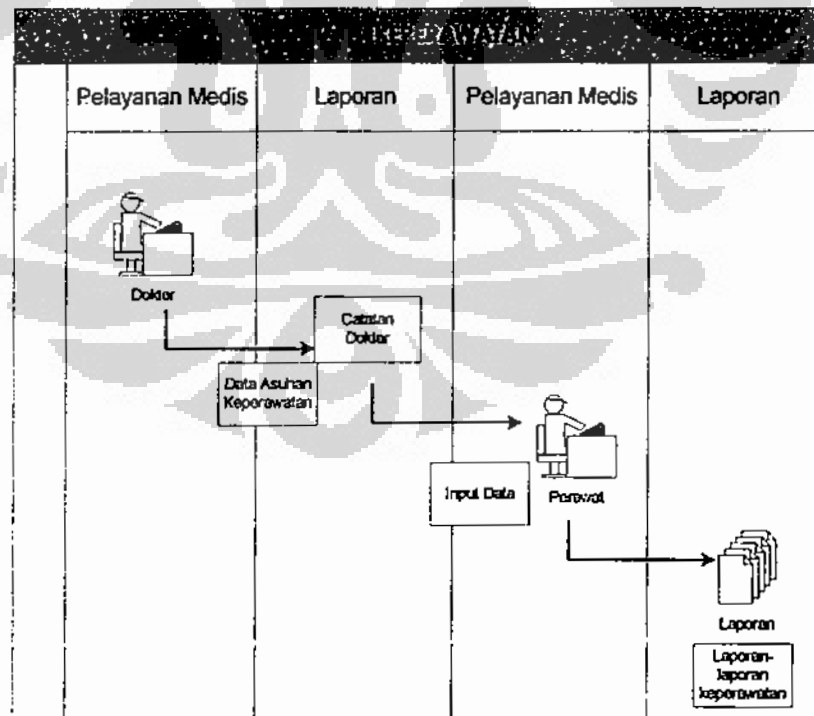 KEPERAWATAN
Pelayanan Medis
Laporan
Pelayanan Medis
Laporan
Dokter
Catatan
Dokter
Data Asuhan
Keperawatan
Input Data
Perawat
Laporan
Laporan-
laporan
keperawatan